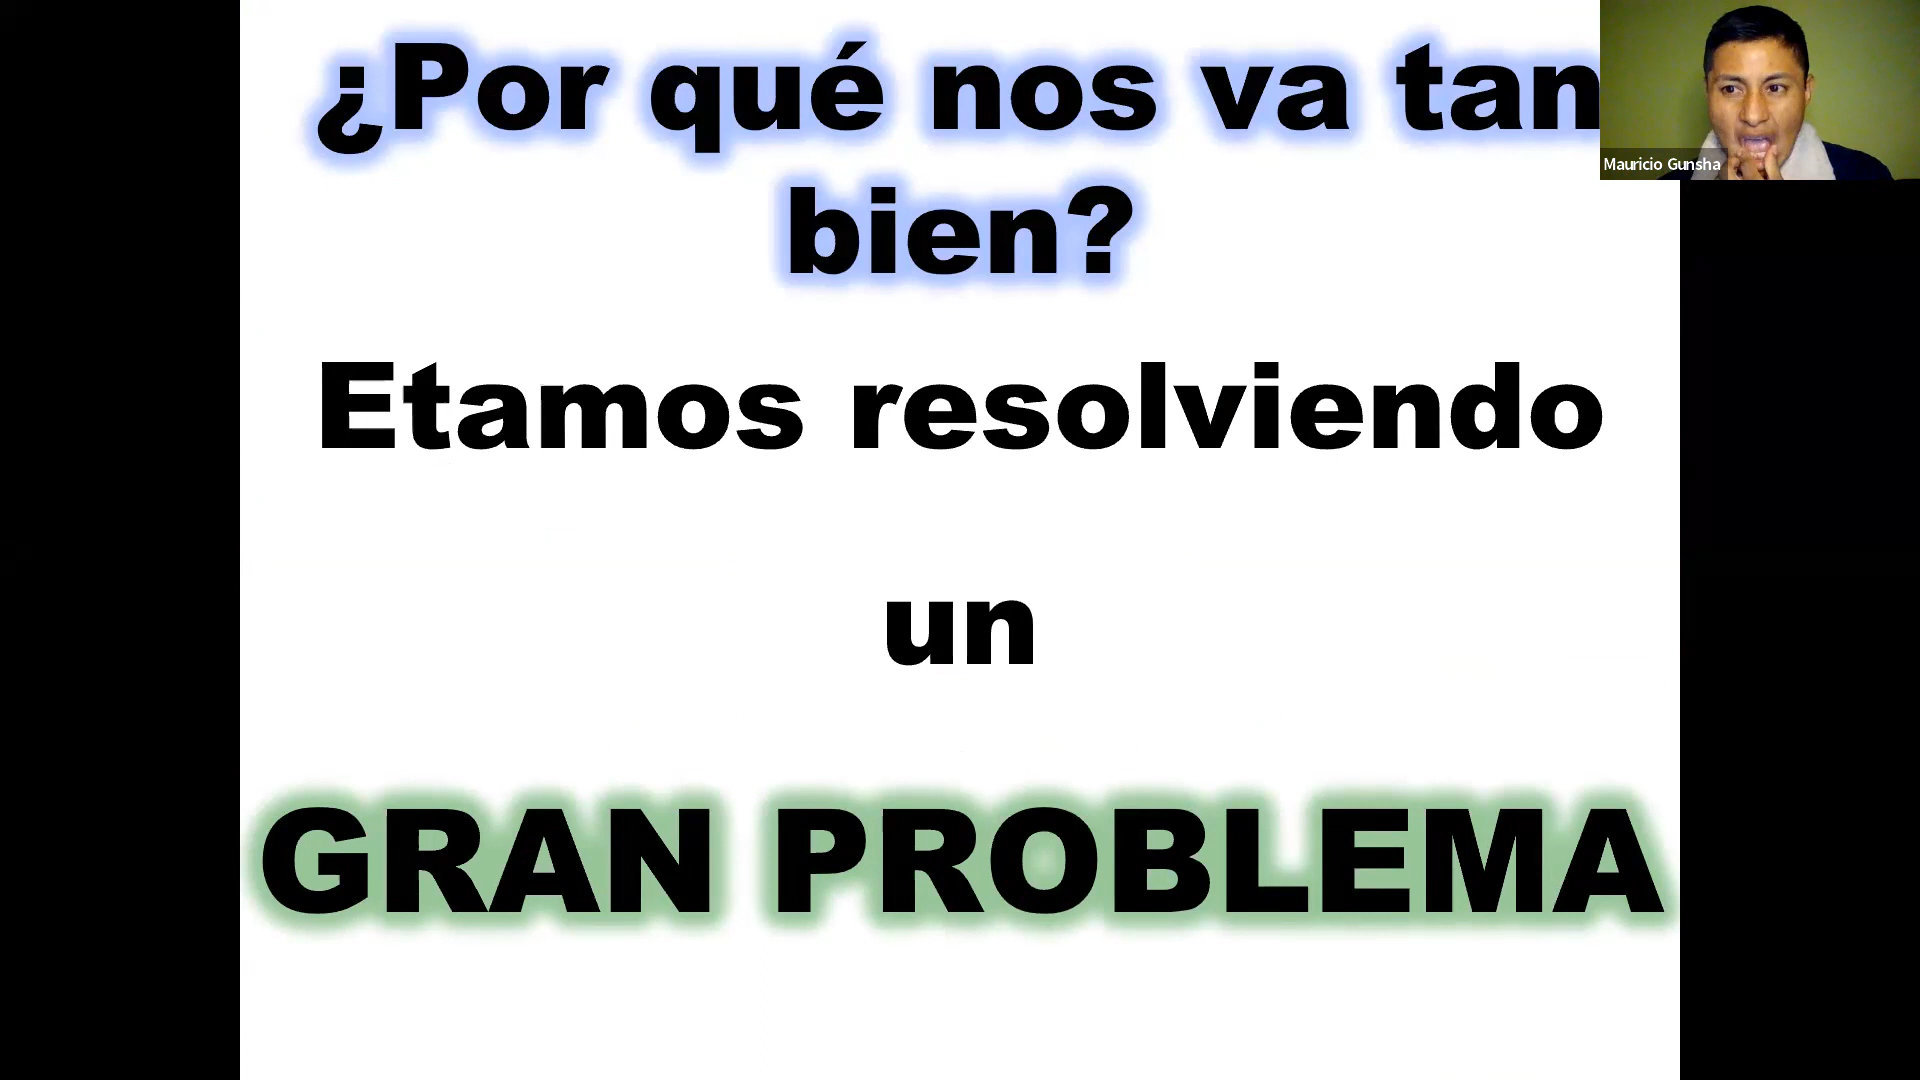 ¿Por qué nos va tan
bien?
Etamos resolviendo
un
GRAN PROBLEMA
Mauricio Gunsha